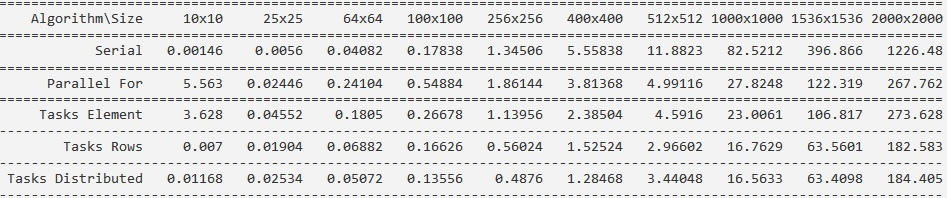 Algorithm\Size 10x10 25x25 64x64 100x100 256x256 400x400 512x512 1000x1000 1536x1536 2000x2000
Serial 0.00146 0.0056 0.04082 0.17838 1.34506 5.55838 11.8823 82.5212 396.866 1226.48
Parallel For 5.563 0.02446 0.24104 0.54884 1.86144 3.81368 4.99116 27.8248 122.319 267.762
Tasks Element 3.628 0.04552 0.1805 0.26678 1.13956 2.38504 4.5916 23.0061 106.817 273.628
Tasks Rows 0.007 0.01904 0.06882 0.16626 0.56024 1.52524 2.96602 16.7629 63.5601 182.583
Tasks Distributed 0.01168 0.02534 0.05072 0.13556 0.4876 1.28468 3.44048 16.5633 63.4098 184.405